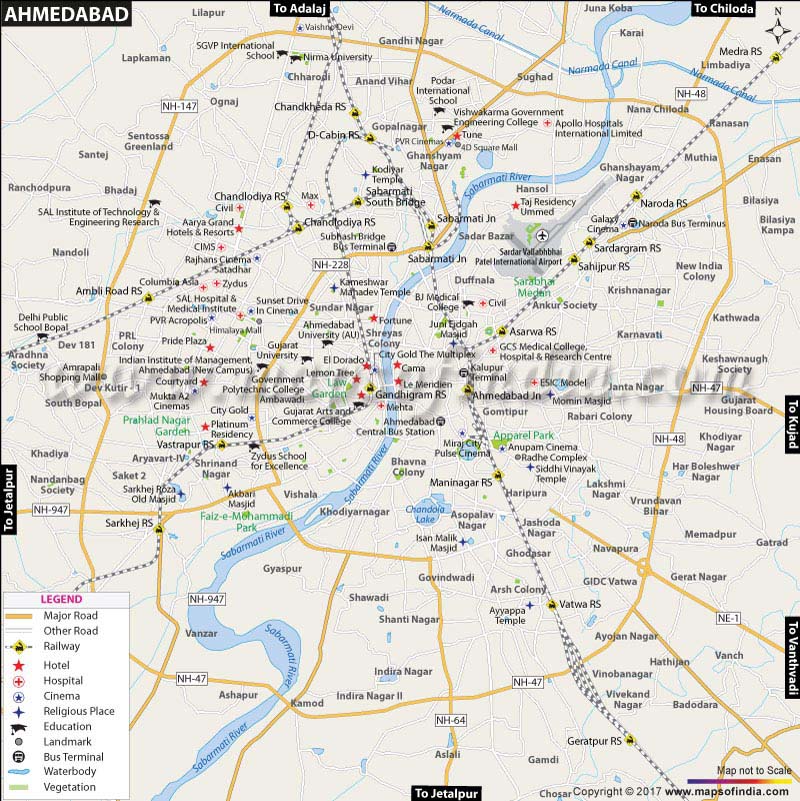 AHMEDABAD
To Adalaj
To Chiloda
Lilapur
Vaishno Devi
Juna Koba
Karai
N
SGVP International
School
Nirma University
Gandhi Nagar
Narmada Canal
Medra RS
Limbadiya
Lapkaman
Chharodi
Anand Vihar
Sughad
Narmada Canal
Narmada Canal
NH-147
Ognaj
Chandkheda RS
Podar
International
School
NH-48
Nana Chiloda
Ranasan
Vishwakarma Government
Engineering College
Apollo Hospitals
International Limited
Sentossa
Greenland
D-Cabin RS
Gopalnagar
Tune
PVR Cinemas
4D Square Mall
Santej
Ghanshyam
Nagar
Muthia
Enasan
Kodiyar
Temple
Sabarmati River
Ghanshayam
Nagar
Ranchodpura
Bhadaj
Sabarmati
South Bridge
Hansol
Naroda RS
SAL Institute of Technology &
Engineering Research
Chandlodiya RS
Civil
Max
Taj Residency
Ummed
Bilasiya
Kampa
Aarya Grand
Hotels & Resorts
Chandlodiya RS
Sabarmati Jn
Galaxy
Cinema
Naroda Bus Terminus
Subhash Bridge
Bus Terminal
Sadar Bazar
CIMS
Sardargram RS
Nandoli
Rajhans Cinema
Satadhar
Sabarmati Jn
Sardar Vallabhbhai
Patel International Airport
Sahijpur RS
New India
Colony
NH-228
Columbia Asia
Zydus
Kameshwar
Mahadev Temple
Duffnala
Sarabhai
Medan
Krishnanagar
Ambli Road RS
SAL Hospital &
Medical Institute
Sunset Drive
In Cinema
Sundar Nagar
BJ Medical
College
Civil
Ankur Society
Delhi Public
School Bopal
PVR Acropolis
Himalaya Mall
Ahmedabad
University (AU)
Fortune
Shreyas
Colony
Juni Eidgah
Masjid
Asarwa RS
Karnavati
PRL
Colony
Pride Plaza
Dev 181
Gujarat
University
City Gold The Multiplex
GCS Medical College,
Hospital & Research Centre
Aradhna
Society
Indian Institute of Management,
Ahmedabad (New Campus)
El Dorado
Cama
Kalupur
Terminal
Keshawnaugh
Society
Amrapali
Shopping Mall
Dev Kutir - 1
Courtyard
Lemon Tree
Law
Garden
Le Meridien
ESIC Model
Janta Nagar
NH-47
Mukta A2
Cinemas
Government
Polytechnic College
Ambawadi
Gandhigram RS
Ahmedabad Jn
Momin Masjid
South Bopal
Mehta
Gomtipur
Rabari Colony
Gujarat
Housing Board
To Kujad
Prahlad Nagar
Garden
City Gold
Platinum
Residency
Gujarat Arts and
Commerce College
Ahmedabad
Central Bus Station
Apparel Park
Vastrapur RS
Miraj City
Pulse Cinema
Anupam Cinema
Radhe Complex
Khodiyar
Nagar
Khadiya
Aryavart-IV
Zydus School
for Excellence
Bhavna
Colony
Siddhi Vinayak
Temple
Har Boleshwer
Nagar
Nandanbag
Society
Saket 2
Shrinand
Nagar
Maninagar RS
Lakshmi
Nagar
To Jetalpur
Sarkhej Roza
Old Masjid
Akbari
Masjid
Vishala
Sabarmati River
Haripura
Vrundavan
Bihar
NH-947
Faiz-e-Mohammadi
Park
Khodiyarnagar
Chandola
Lake
Asopalav
Nagar
Jashoda
Nagar
Memadpur
NH-47
Sarkhej RS
Isan Malik
Masjid
Gatrad
Sabarmati River
Ghodasar
Navapura
Gyaspur
Govindwadi
GIDC Vatwa
Gerat Nagar
LEGEND
Major Road
Other Road
Railway
Hotel
Hospital
Cinema
Religious Place
Education
Landmark
Bus Terminal
Waterbody
Vegetation
NH-947
Shawadi
Arsh Colony
Vatwa RS
Shanti Nagar
Ayyappa
Temple
NE-1
Vanzar
Ayojan Nagar
To Vanthvadi
Sabarmati River
Hathijan
Vanch
NH-47
Indira Nagar
NH-47
Vinobanagar
Ashapur
Kamod
Indira Nagar II
Vivekand
Nagar
Badodara
NH-64
Sabarmati River
Aslali
Geratpur RS
Gamdi
Map not to Scale
Chosar
To Jetalpur
Copyright © 2017 www.mapsofindia.com